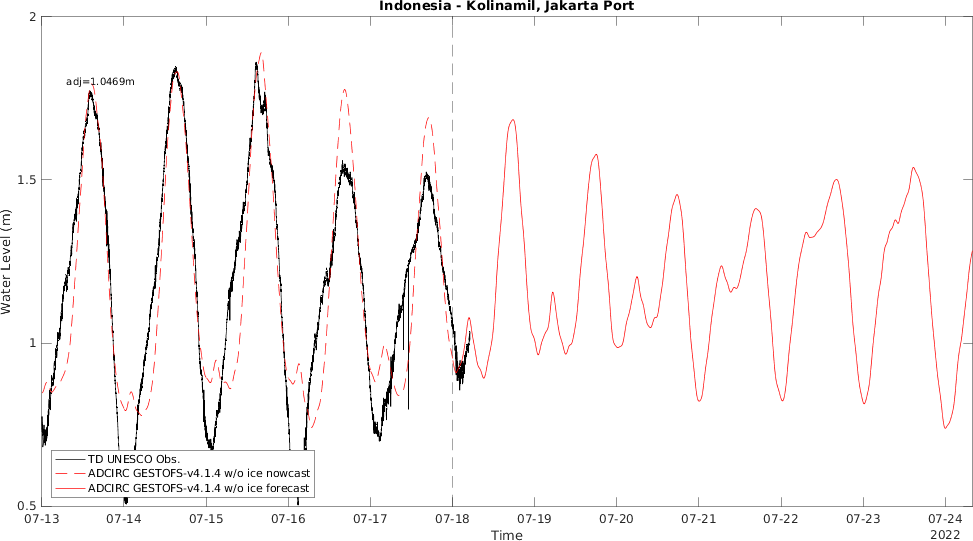 Indonesia - Kolinamil, Jakarta Port
2
adj=1.0469m
1.5
Water Level (m)
1
TD UNESCO Obs.
ADCIRC GESTOFS-v4.1.4 w/o ice nowcast
ADCIRC GESTOFS-v4.1.4 w/o ice forecast
0.5
07-13 07-14 07-15 07-16 07-17 07-18 07-19 07-20 07-21 07-22 07-23 07-24
Time 2022